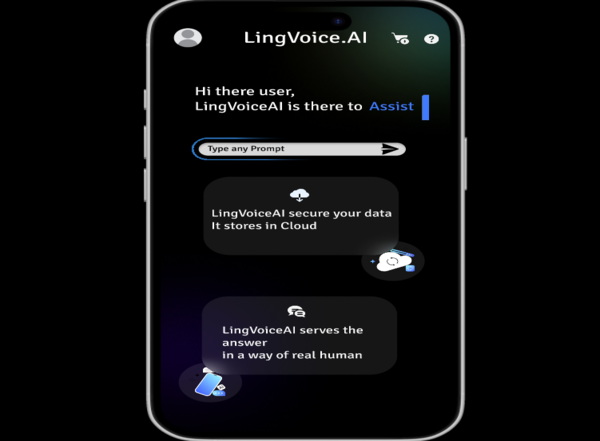 LingVoice.AI
Hi there user,
LingVoiceAI is there to Assist
Type any Prompt
LingVoiceAI secure your data
It stores in Cloud
LingVoiceAI serves the
answer
in a way of real human